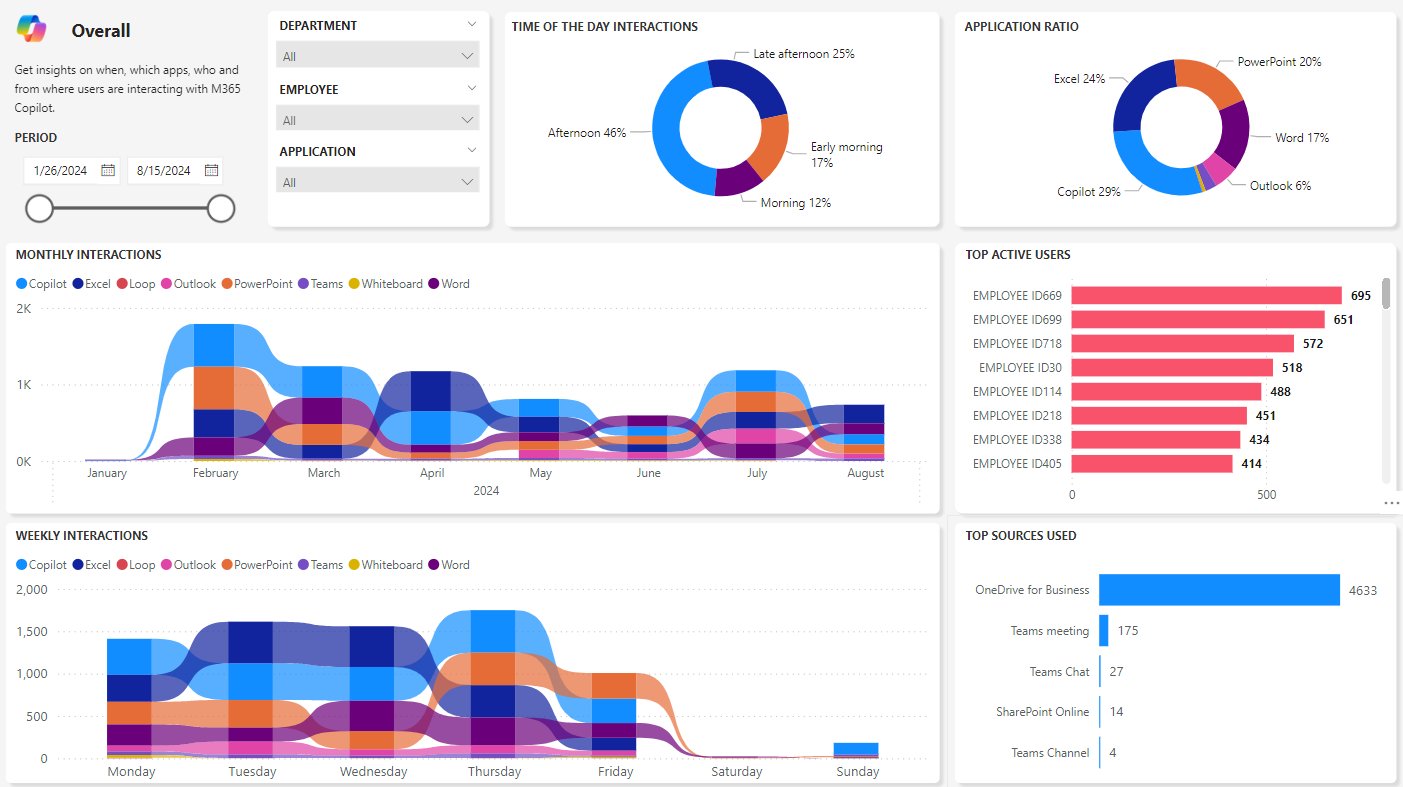 Overall
Get insights on when, which apps, who and
from where users are interacting with M365
Copilot.
PERIOD
1/26/2024
8/15/2024
DEPARTMENT
All
EMPLOYEE
All
APPLICATION
All
TIME OF THE DAY INTERACTIONS
Late afternoon 25%
Afternoon 46%
Early morning
17%
Morning 12%
APPLICATION RATIO
PowerPoint 20%
Excel 24%
Word 17%
Outlook 6%
Copilot 29%
MONTHLY INTERACTIONS
Copilot Excel Loop Outlook PowerPoint Teams Whiteboard Word
2K
1K
0K
January February March April May June July August
2024
TOP ACTIVE USERS
EMPLOYEE ID669 695
EMPLOYEE ID699 651
EMPLOYEE ID718 572
EMPLOYEE ID30 518
EMPLOYEE ID114 488
EMPLOYEE ID218 451
EMPLOYEE ID338 434
EMPLOYEE ID405 414
0 500
WEEKLY INTERACTIONS
Copilot Excel Loop Outlook PowerPoint Teams Whiteboard Word
2,000
1,500
1,000
500
0
Monday Tuesday Wednesday Thursday Friday Saturday Sunday
TOP SOURCES USED
OneDrive for Business 4633
Teams meeting 175
Teams Chat 27
SharePoint Online 14
Teams Channel 4